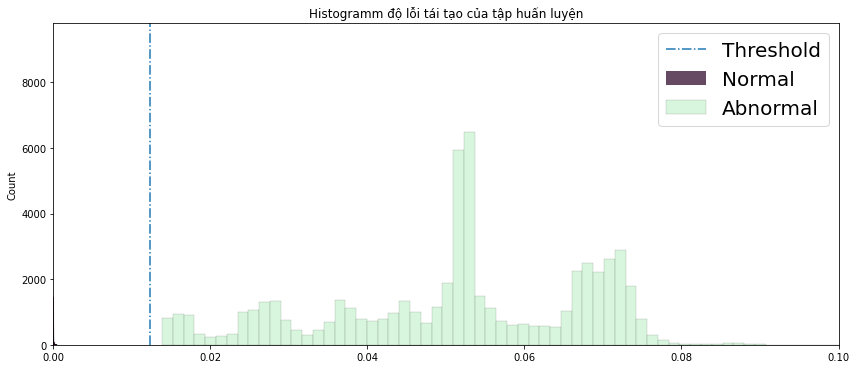 Histogramm độ lỗi tái tạo của tập huấn luyện
Threshold
Normal
Abnormal
Count
8000
6000
4000
2000
0
0.00
0.02
0.04
0.06
0.08
0.10